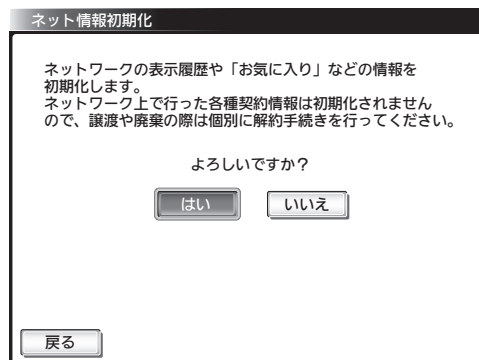 ネット情報初期化
ネットワークの表示履歴や「お気に入り」などの情報を
初期化します。
ネットワーク上で行った各種契約情報は初期化されません
ので、譲渡や廃棄の際は個別に解約手続きを行ってください。
よろしいですか？
はい
いいえ
戻る